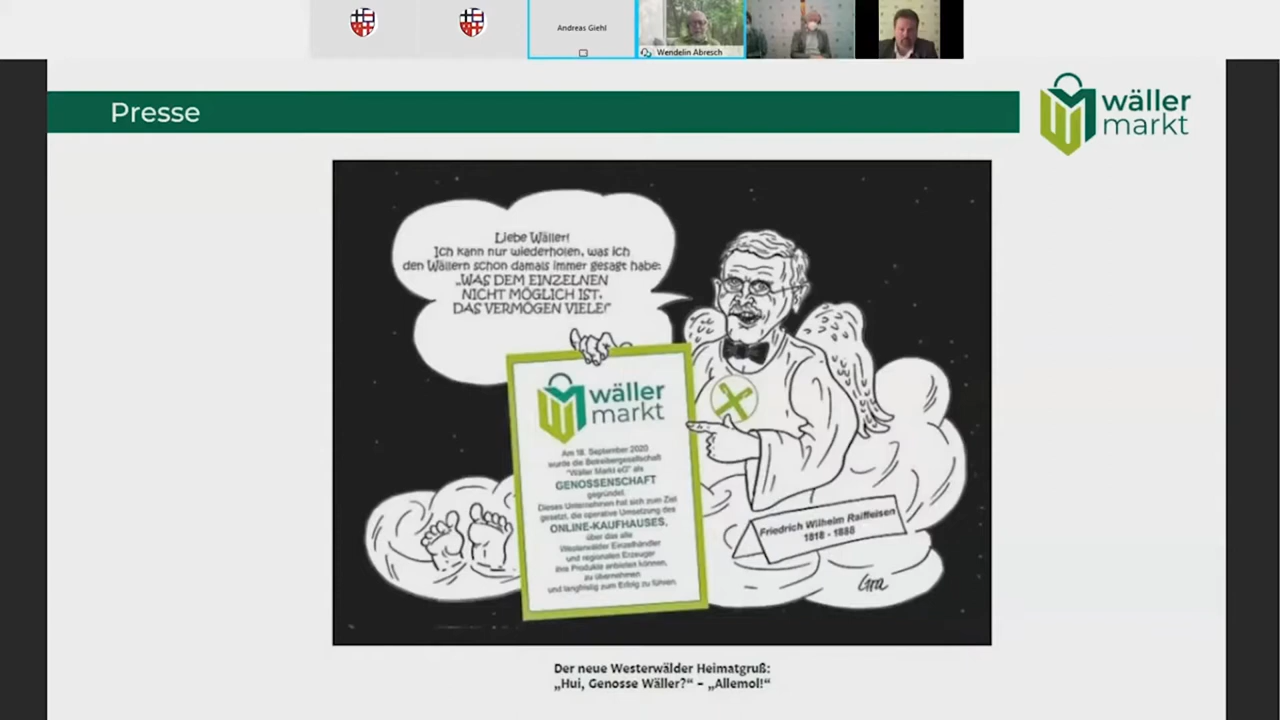 Andreas Giehl
Wendelin Abresch
Presse
wäller
markt
Liebe Wäller!
Ich kann nur wiederholen, was ich
den Wällern schon damals immer gesagt habe:
„WAS DEM EINZELNEN
NICHT MÖGLICH IST,
DAS VERMÖGEN VIELE!“
wäller
markt
Am 18. September 2020
wurde die Betreibergesellschaft
"Wäller Markt eG" als
GENOSSENSCHAFT
gegründet.
Dieses Unternehmen hat sich zum Ziel
gesetzt, die operative Umsetzung des
ONLINE-KAUFHAUSES,
über das alle
Westerwälder Einzelhändler
und regionalen Erzeuger
ihre Produkte anbieten können,
zu übernehmen
und langfristig zum Erfolg zu führen.
Friedrich Wilhelm Raiffeisen
1818 - 1888
Gra
Der neue Westerwälder Heimatgruß:
„Hui, Genosse Wäller?“ – „Allemol!“